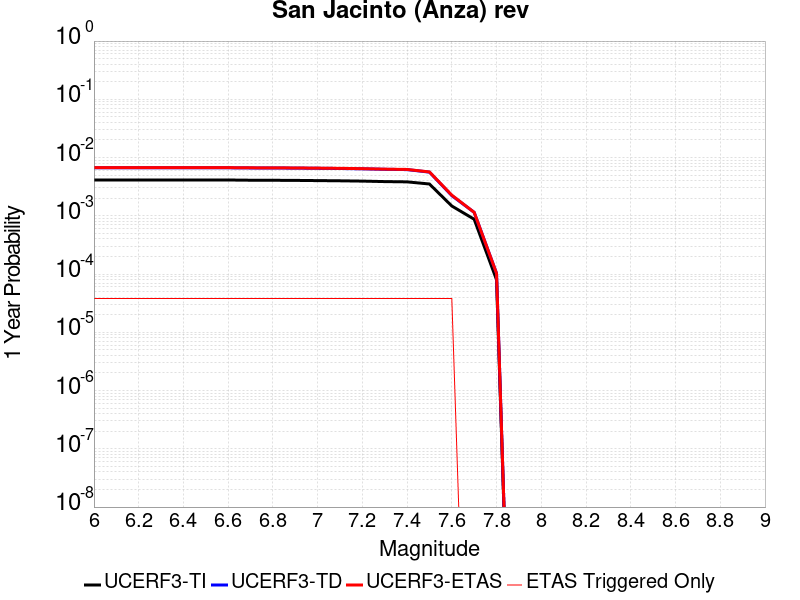 San Jacinto (Anza) rev
10^0
10^-1
10^-2
10^-3
10^-4
10^-5
10^-6
10^-7
10^-8
1 Year Probability
6 6.2 6.4 6.6 6.8 7 7.2 7.4 7.6 7.8 8 8.2 8.4 8.6 8.8 9
Magnitude
UCERF3-TI UCERF3-TD UCERF3-ETAS ETAS Triggered Only